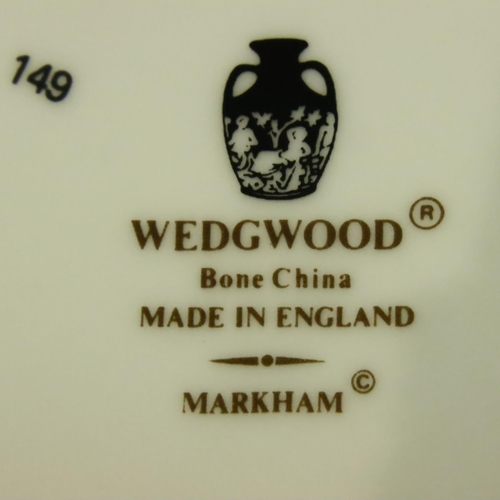 149
WEDGWOOD®
Bone China
MADE IN ENGLAND
MARKHAM©